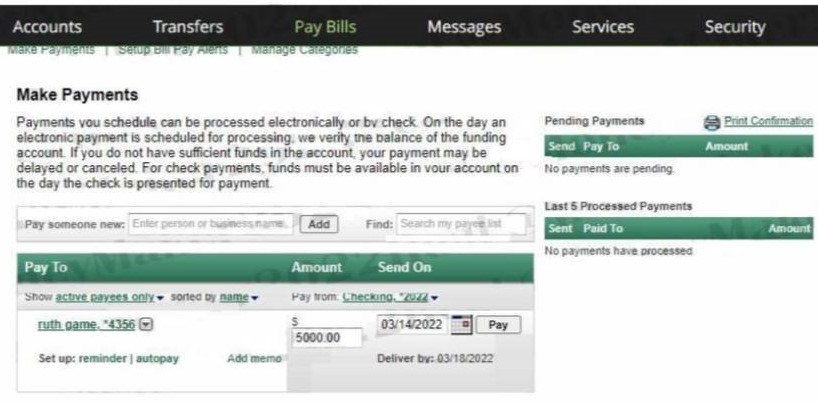 Accounts Transfers Pay Bills Messages Services Security
Make Payments | Setup Bill Pay Alerts | Manage Categories
Make Payments
Payments you schedule can be processed electronically or by check. On the day an
electronic payment is scheduled for processing, we verify the balance of the funding
account. If you do not have sufficient funds in the account, your payment may be
delayed or canceled. For check payments, funds must be available in your account on
the day the check is presented for payment.
Pay someone new: Enter person or business name. Add Find: Search my payee list
Pay To Amount Send On
Show active payees only sorted by name Pay from: Checking, *2022
ruth game, *4356 $ 5000.00 03/14/2022 Pay
Set up: reminder | autopay Add memo Deliver by: 03/18/2022
Pending Payments Print Confirmation
Send Pay To Amount
No payments are pending.
Last 5 Processed Payments
Sent Paid To Amount
No payments have processed